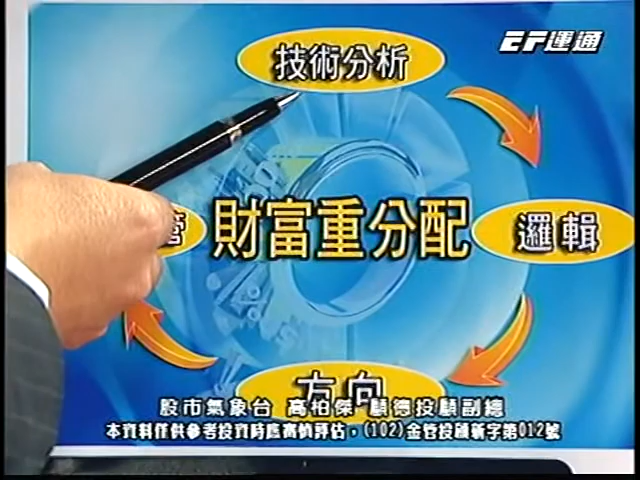 EF運通
技術分析
財富重分配
邏輯
方向
股市氣象台 高柏傑 顧德投顧副總
本資料僅供參考投資時應審慎評估,(102)金管投顧新字第012號